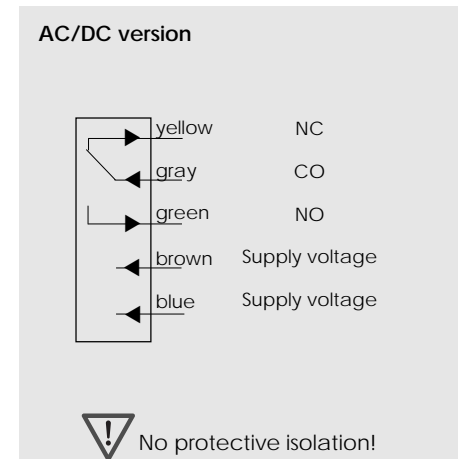 AC/DC version
yellow NC
gray CO
green NO
brown Supply voltage
blue Supply voltage
! No protective isolation!